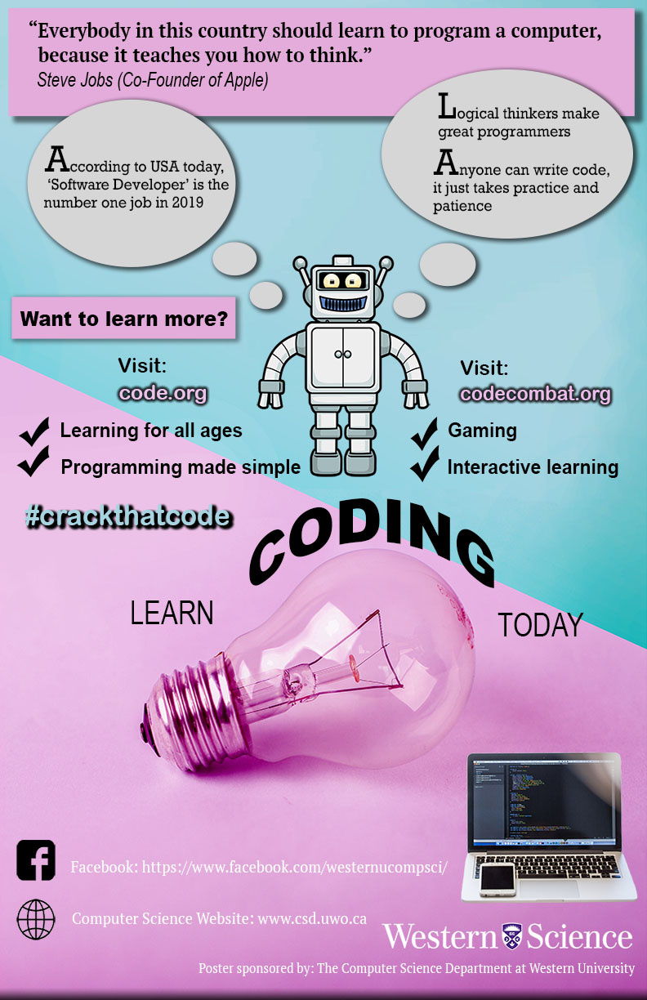 “Everybody in this country should learn to program a computer,
because it teaches you how to think.”
Steve Jobs (Co-Founder of Apple)
According to USA today,
‘Software Developer’ is the
number one job in 2019
Logical thinkers make
great programmers
Anyone can write code,
it just takes practice and
patience
Want to learn more?
Visit:
code.org
Learning for all ages
Programming made simple
Visit:
codecombat.org
Gaming
Interactive learning
#crackthatcode
LEARN
CODING
TODAY
Facebook: https://www.facebook.com/westernucompsci/
Computer Science Website: www.csd.uwo.ca
Western Science
Poster sponsored by: The Computer Science Department at Western University